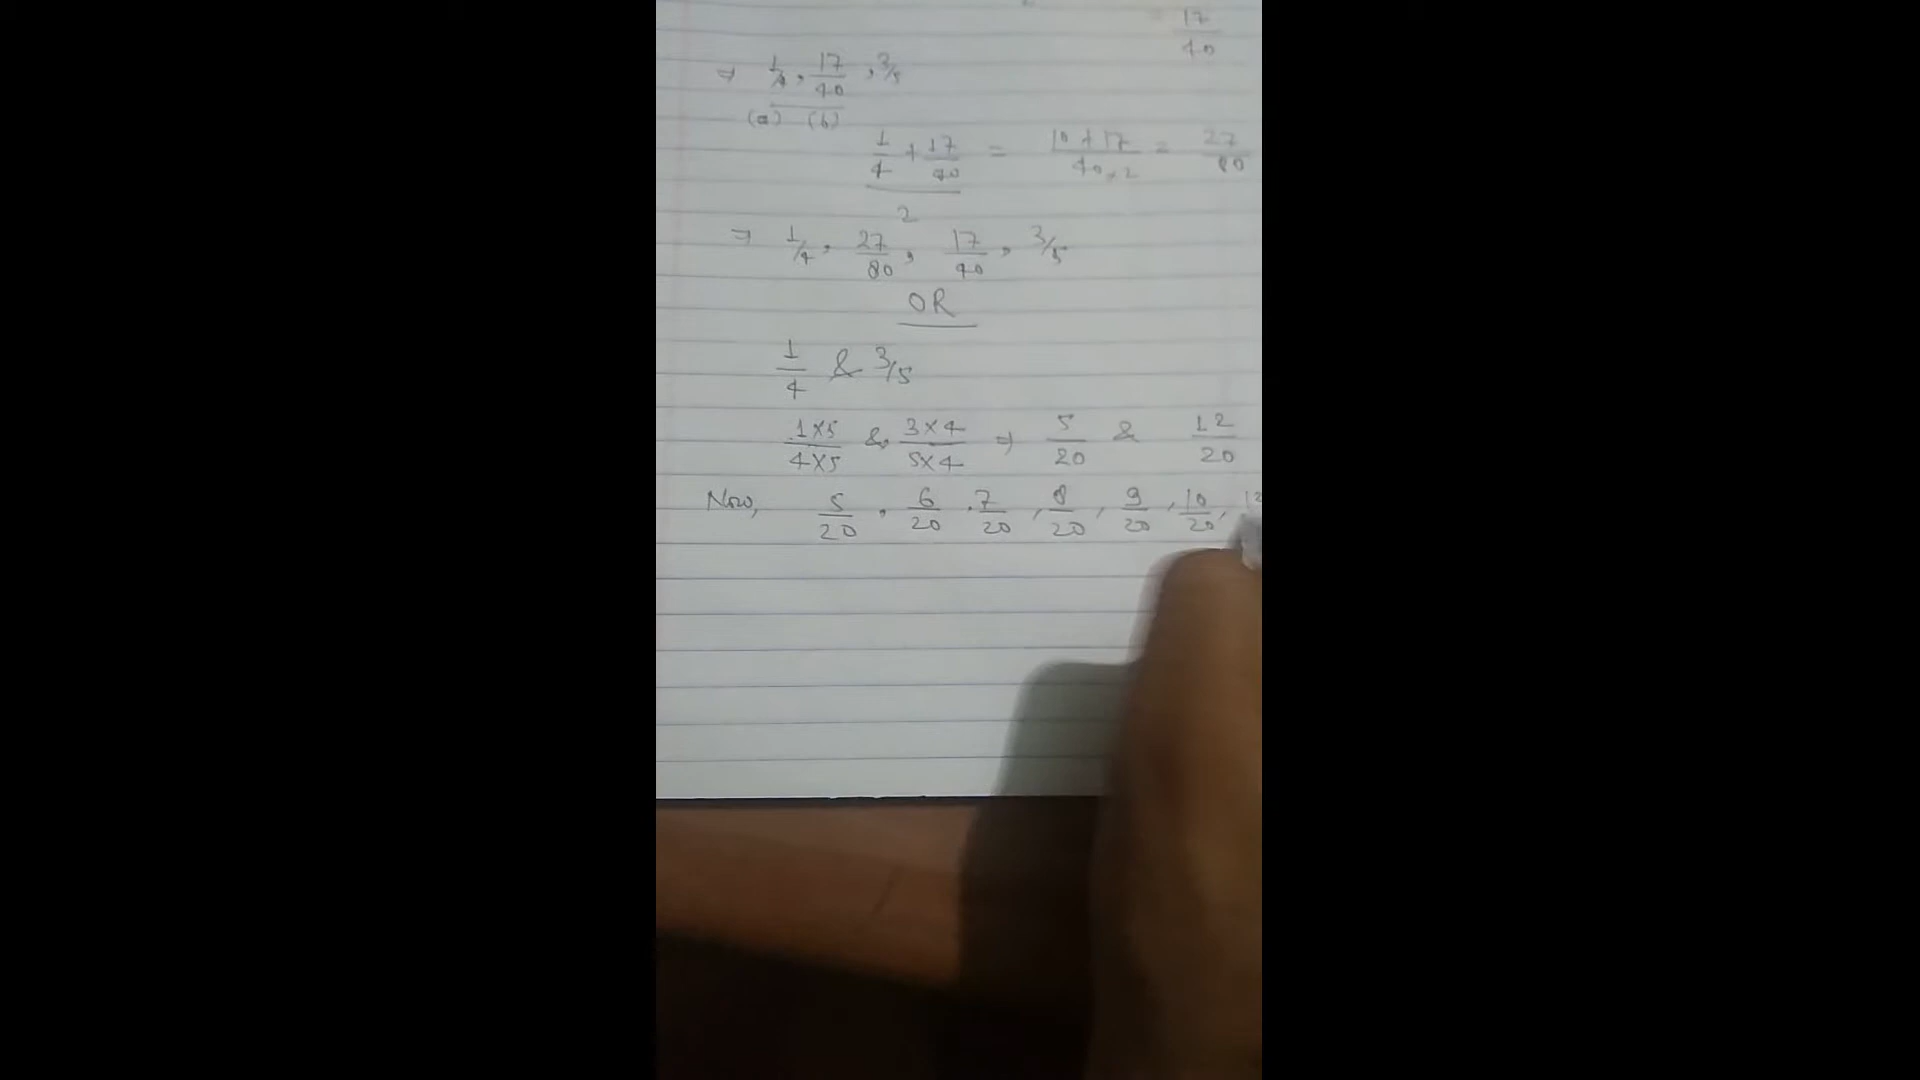 17/40
⇒ 1/4, 17/40, 3/5
(a) (b)
(1/4 + 17/40)/2 = (10+17)/(40×2) = 27/80
⇒ 1/4, 27/80, 17/40, 3/5
OR
1/4 & 3/5
(1×5)/(4×5) & (3×4)/(5×4) ⇒ 5/20 & 12/20
Now, 5/20, 6/20, 7/20, 8/20, 9/20, 10/20,